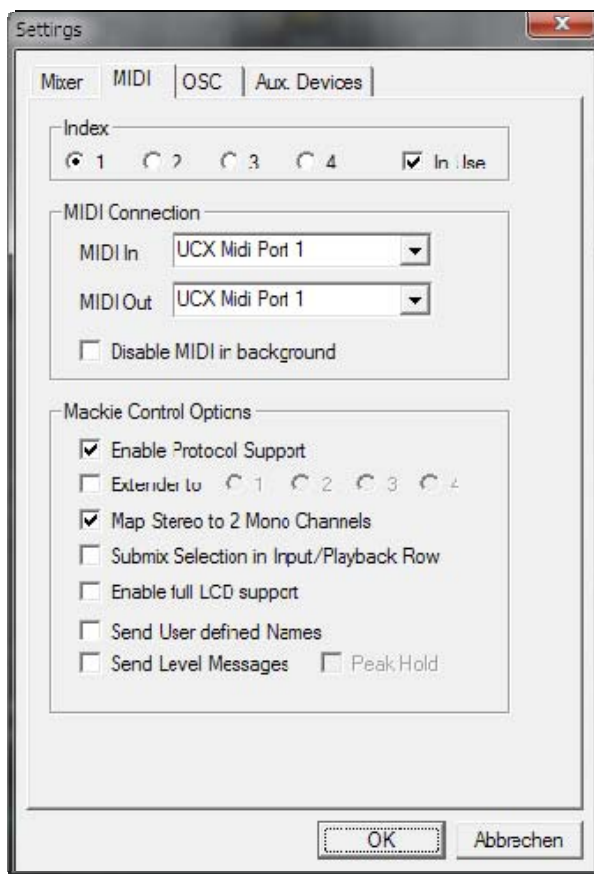 Settings
Mixer MIDI OSC Aux. Devices
Index
1 2 3 4 In Use
MIDI Connection
MIDI In UCX Midi Port 1
MIDI Out UCX Midi Port 1
Disable MIDI in background
Mackie Control Options
Enable Protocol Support
Extender to 1 2 3 4
Map Stereo to 2 Mono Channels
Submix Selection in Input/Playback Row
Enable full LCD support
Send User defined Names
Send Level Messages Peak Hold
OK Abbrechen